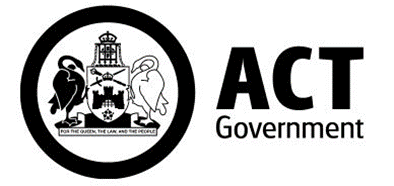 FOR THE QUEEN, THE LAW, AND THE PEOPLE
ACT
Government